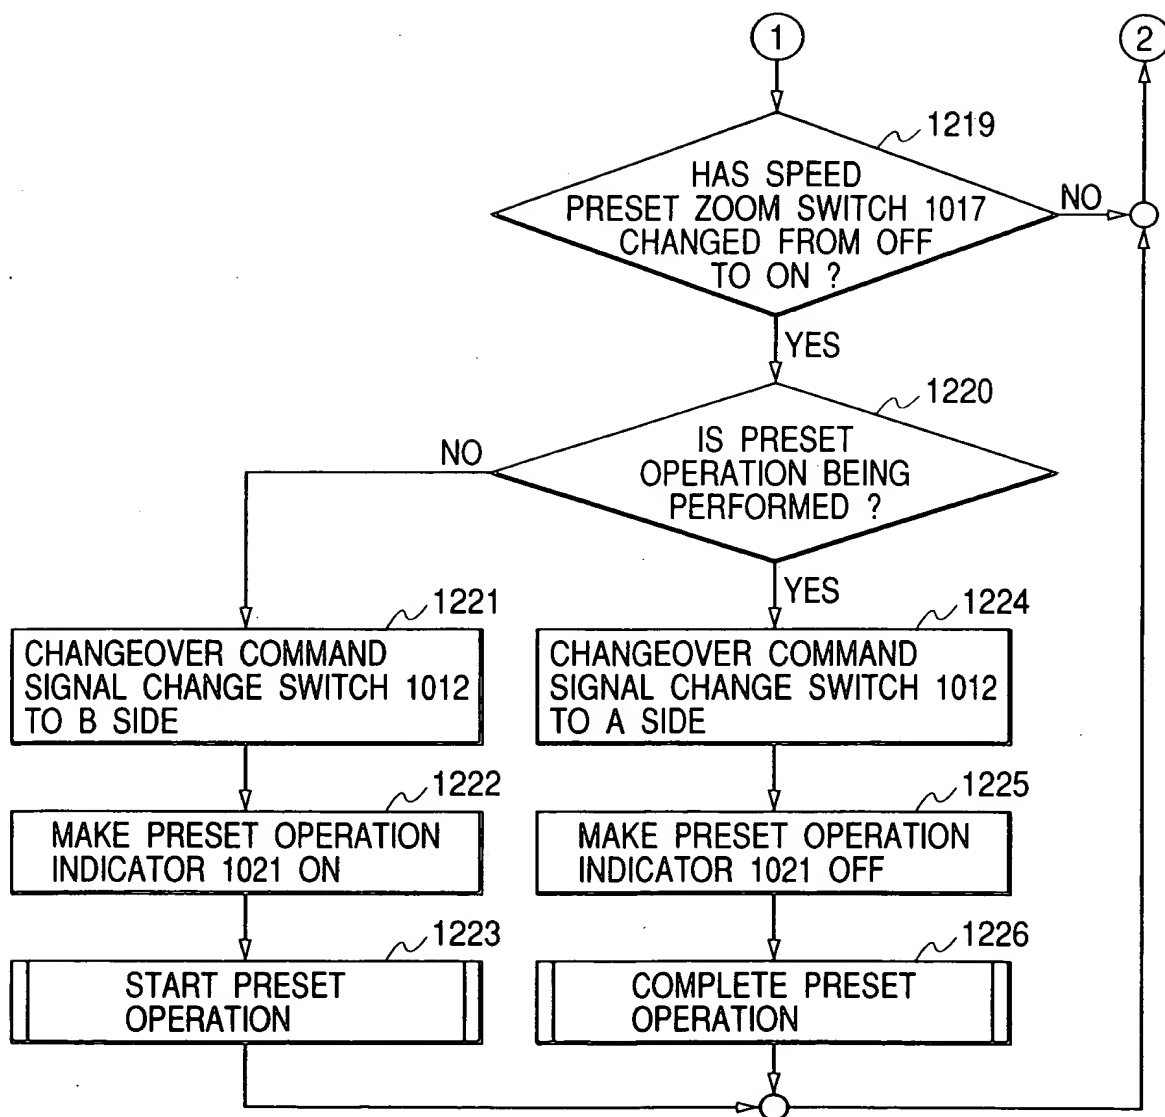 1
2
1219
HAS SPEED
PRESET ZOOM SWITCH 1017
CHANGED FROM OFF
TO ON ?
NO
YES
1220
IS PRESET
OPERATION BEING
PERFORMED ?
NO
YES
1221
CHANGEOVER COMMAND
SIGNAL CHANGE SWITCH 1012
TO B SIDE
1224
CHANGEOVER COMMAND
SIGNAL CHANGE SWITCH 1012
TO A SIDE
1222
MAKE PRESET OPERATION
INDICATOR 1021 ON
1225
MAKE PRESET OPERATION
INDICATOR 1021 OFF
1223
START PRESET
OPERATION
1226
COMPLETE PRESET
OPERATION